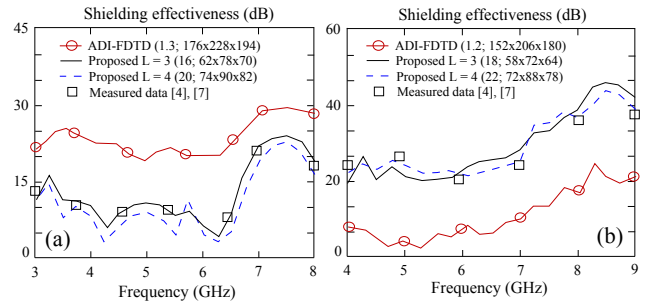 Shielding effectiveness (dB)
60
45
30
15
0
ADI-FDTD (1.3; 176x228x194)
Proposed L = 3 (16; 62x78x70)
Proposed L = 4 (20; 74x90x82)
Measured data [4], [7]
(a)
3 4 5 6 7 8
Frequency (GHz)
Shielding effectiveness (dB)
60
40
20
0
ADI-FDTD (1.2; 152x206x180)
Proposed L = 3 (18; 58x72x64)
Proposed L = 4 (22; 72x88x78)
Measured data [4], [7]
(b)
4 5 6 7 8 9
Frequency (GHz)